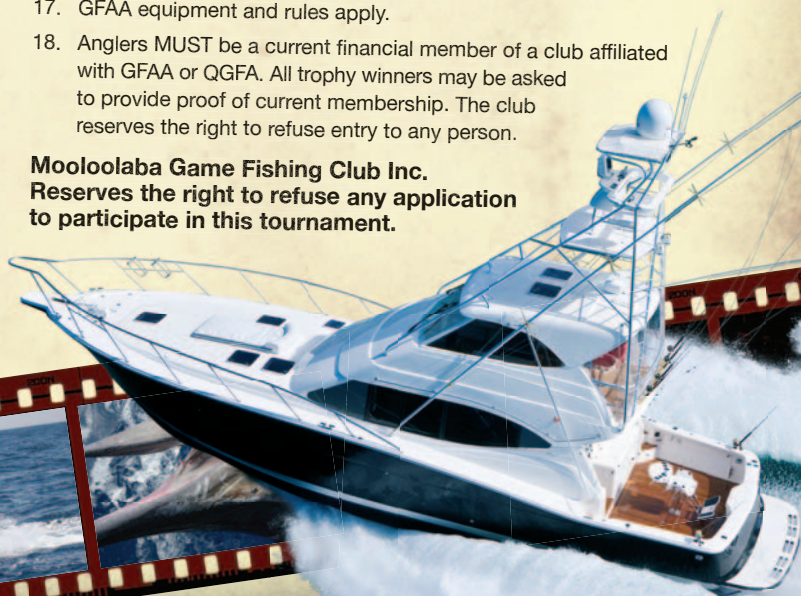 17. GFAA equipment and rules apply.
18. Anglers MUST be a current financial member of a club affiliated
with GFAA or QGFA. All trophy winners may be asked
to provide proof of current membership. The club
reserves the right to refuse entry to any person.
Mooloolaba Game Fishing Club Inc.
Reserves the right to refuse any application
to participate in this tournament.